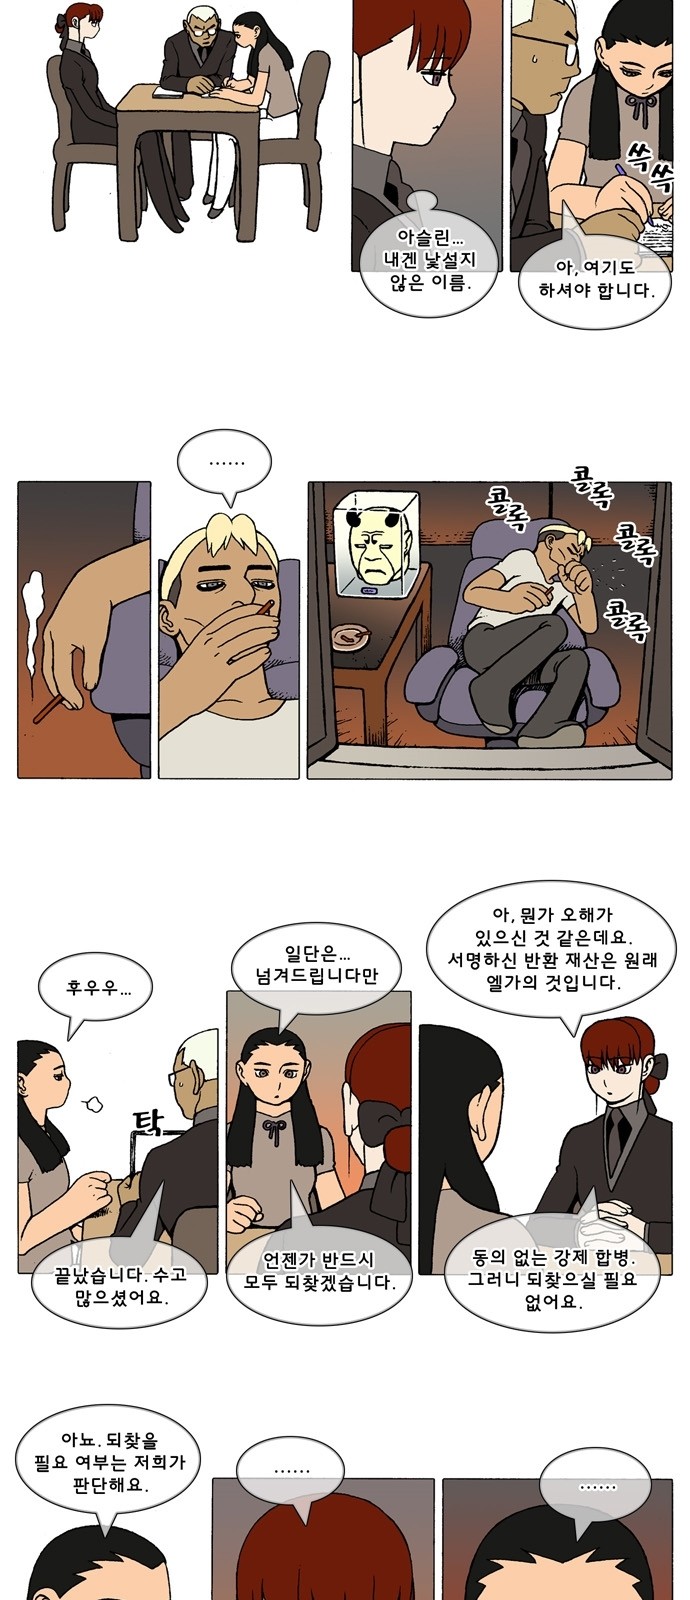 아슬린...
내겐 낯설지
않은 이름.
쓱
쓱
아, 여기도
하셔야 합니다.
......
콜록
콜록
콜록
콜록
후우우...
탁
끝났습니다. 수고
많으셨어요.
일단은...
넘겨드립니다만
언젠가 반드시
모두 되찾겠습니다.
아, 뭔가 오해가
있으신 것 같은데요.
서명하신 반환 재산은 원래
엘가의 것입니다.
동의 없는 강제 합병.
그러니 되찾으실 필요
없어요.
아뇨. 되찾을
필요 여부는 저희가
판단해요.
......
......